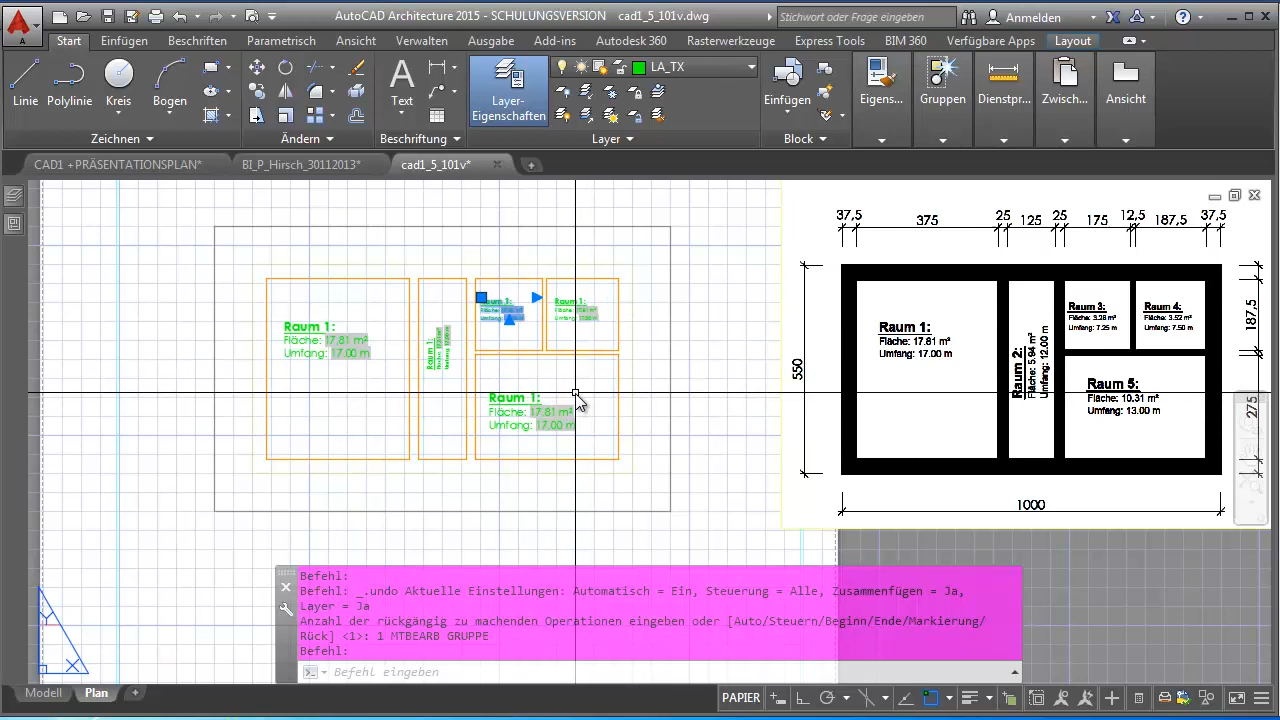 AutoCAD Architecture 2015 - SCHULUNGSVERSION cad1_5_101v.dwg
Stichwort oder Frage eingeben
Anmelden
Start Einfügen Beschriften Parametrisch Ansicht Verwalten Ausgabe Add-ins Autodesk 360 Rasterwerkzeuge Express Tools BIM 360 Verfügbare Apps Layout
LA_TX
Linie Polylinie Kreis Bogen
Text
Layer-
Eigenschaften
Einfügen
Eigens... Gruppen Dienstpr... Zwisch... Ansicht
Zeichnen Ändern Beschriftung Layer Block
CAD1 +PRÄSENTATIONSPLAN* BI_P_Hirsch_30112013* cad1_5_101v*
37,5 375 25 125 25 175 12,5 187,5 37,5
Raum 1:
Fläche: 17,81 m²
Umfang: 17,00 m
Raum 1:
Raum 1:
Raum 1:
Fläche: 17,81 m²
Umfang: 17,00 m
Raum 1:
Fläche: 17.81 m²
Umfang: 17.00 m
Raum 2:
Fläche: 5.94 m²
Umfang: 12.00 m
Raum 3:
Fläche: 3.28 m²
Umfang: 7.25 m
Raum 4:
Fläche: 3.52 m²
Umfang: 7.50 m
Raum 5:
Fläche: 10.31 m²
Umfang: 13.00 m
550
187,5
275
1000
Befehl:
Befehl: _.undo Aktuelle Einstellungen: Automatisch = Ein, Steuerung = Alle, Zusammenfügen = Ja,
Layer = Ja
Anzahl der rückgängig zu machenden Operationen eingeben oder [Auto/Steuern/Beginn/Ende/Markierung/
Rück] <1>: 1 MTBEARB GRUPPE
Befehl:
Befehl eingeben
Y
X
Modell Plan
PAPIER